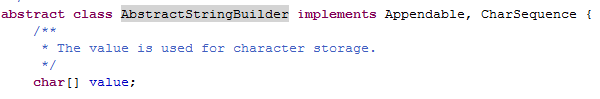 abstract class AbstractStringBuilder implements Appendable, CharSequence {
/**
* The value is used for character storage.
*/
char[] value;